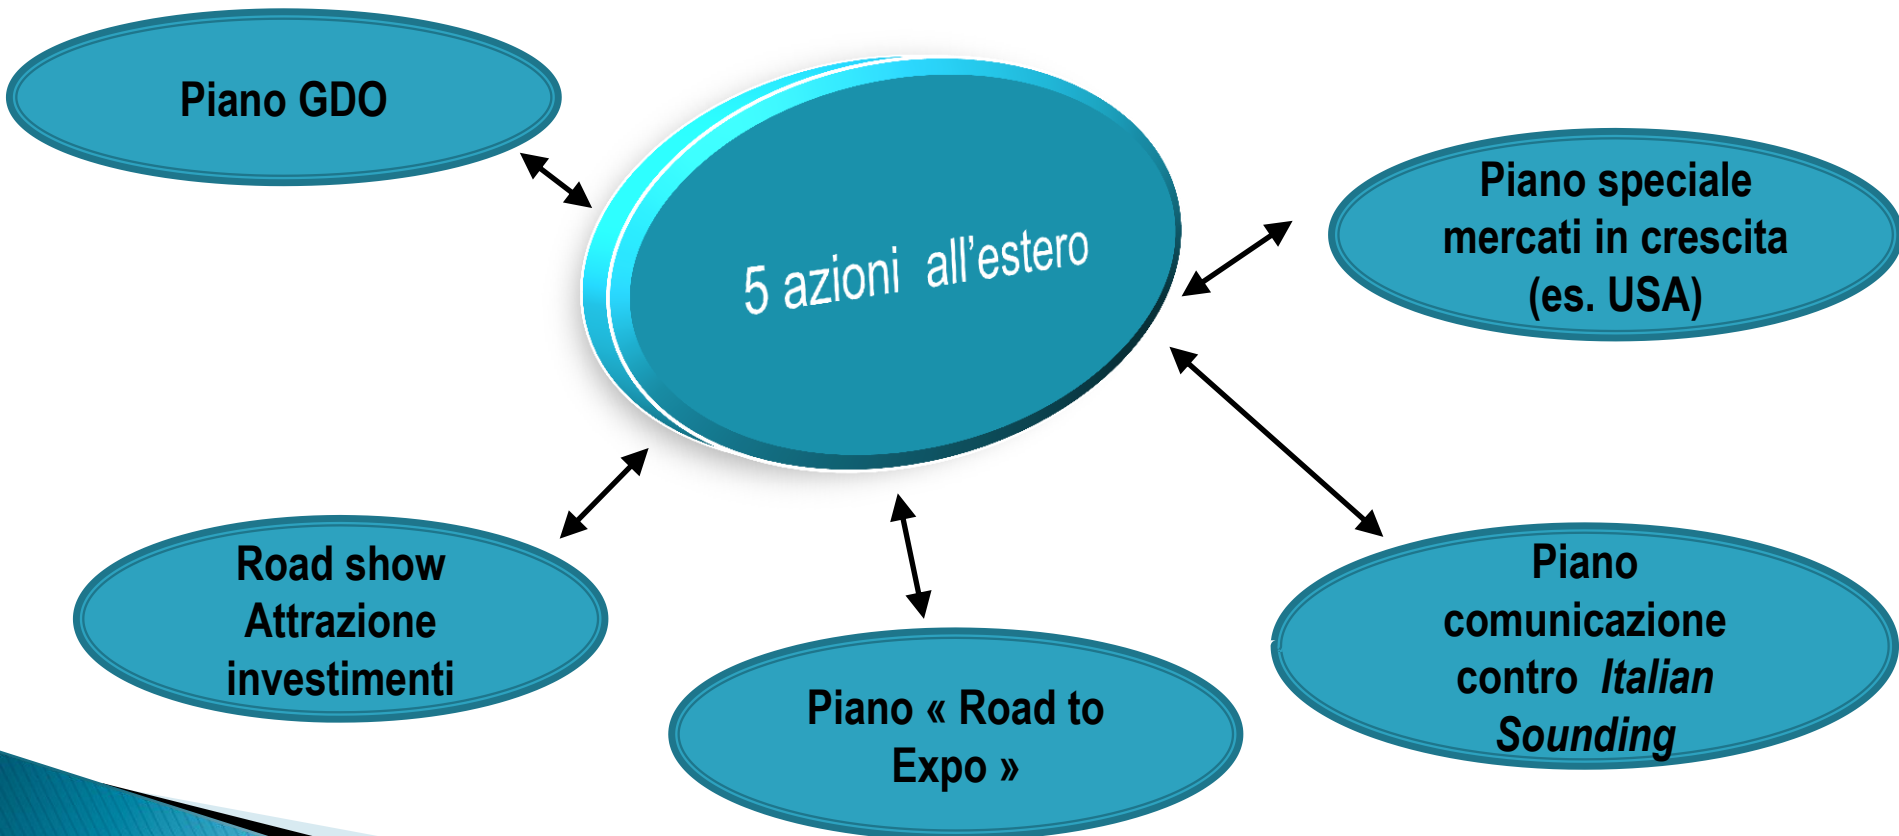 Piano GDO
5 azioni all'estero
Piano speciale
mercati in crescita
(es. USA)
Road show
Attrazione
investimenti
Piano « Road to
Expo »
Piano
comunicazione
contro Italian
Sounding